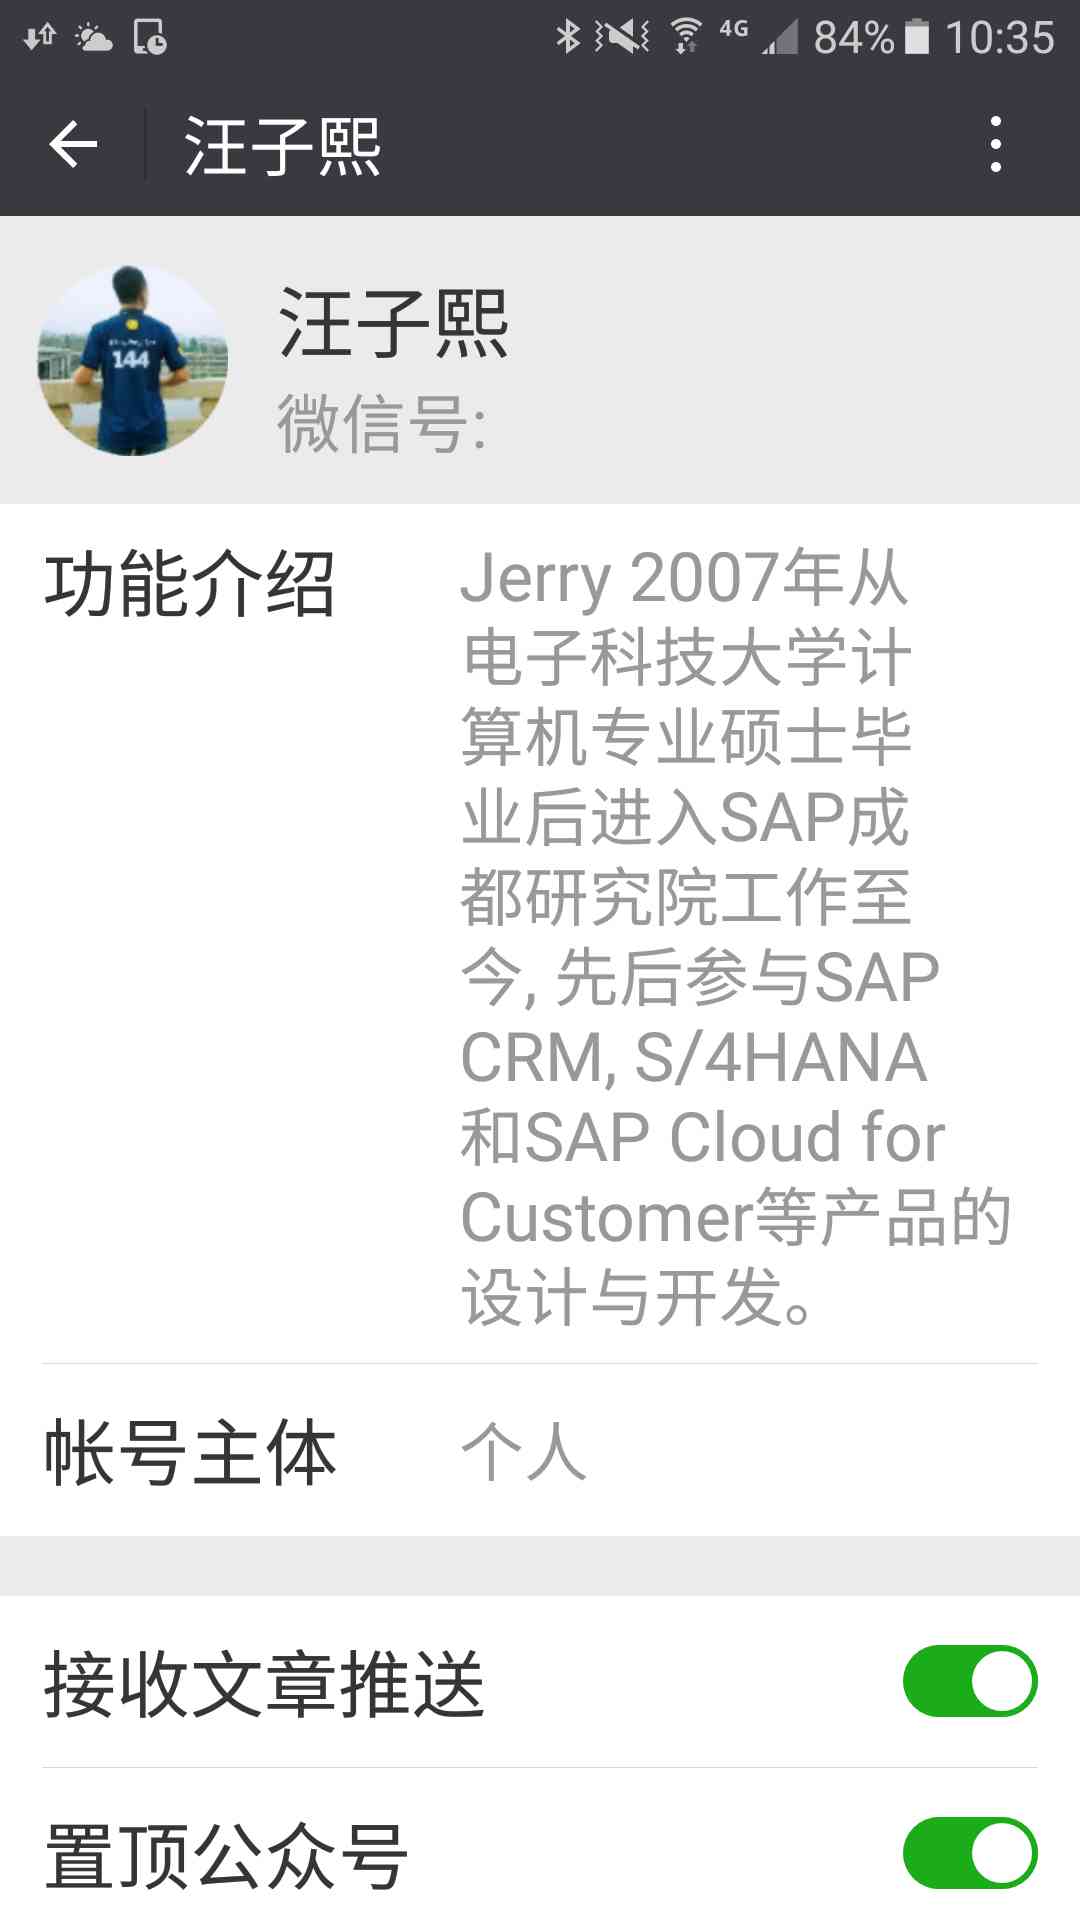 4G 84% 10:35
汪子熙
144
汪子熙
微信号:
功能介绍
Jerry 2007年从
电子科技大学计
算机专业硕士毕
业后进入SAP成
都研究院工作至
今, 先后参与SAP
CRM, S/4HANA
和SAP Cloud for
Customer等产品的
设计与开发。
帐号主体 个人
接收文章推送
置顶公众号